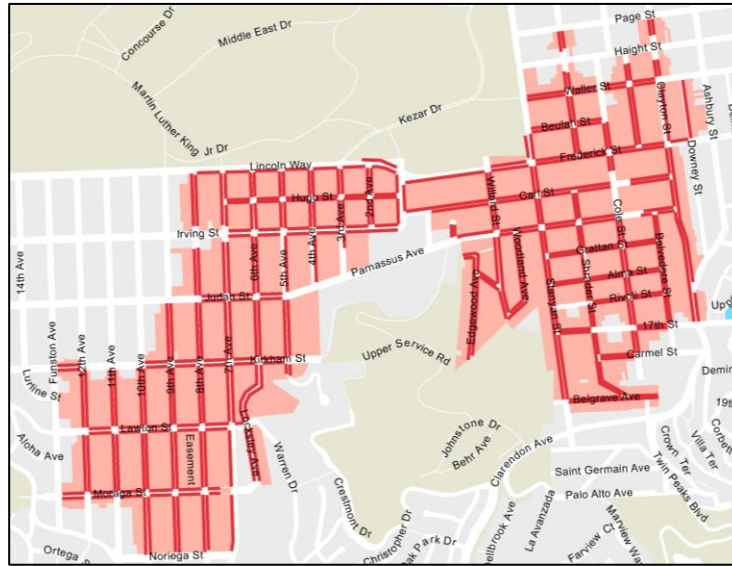 Concourse Dr
Middle East Dr
Page St
Haight St
Martin Luther King
Jr Dr
Kezar Dr
Waller St
Clayton St
Ashbury St
Beulah St
Downey St
Lincoln Way
Frederick St
Hugo St
2nd Ave
Willard St
Carl St
Irving St
3rd Ave
4th Ave
5th Ave
6th Ave
Cole St
14th Ave
Parnassus Ave
Woodland Ave
Grattan St
Belvedere St
Edgewood Ave
Shrader St
Alma St
Judah St
Stanyan St
Rivoli St
17th St
Funston Ave
12th Ave
11th Ave
10th Ave
9th Ave
8th Ave
7th Ave
Kirkham St
Upper Service Rd
Carmel St
Lurline St
Belgrave Ave
Lawton St
Locksley Ave
Johnstone Dr
Behr Ave
Clarendon Ave
Aloha Ave
Easement
Warren Dr
Saint Germain Ave
Crown Ter
Villa Ter
Moraga St
Crestmont Dr
Palo Alto Ave
Twin Peaks Blvd
La Avanzada
Christopher Dr
Farview Ct
Noriega St